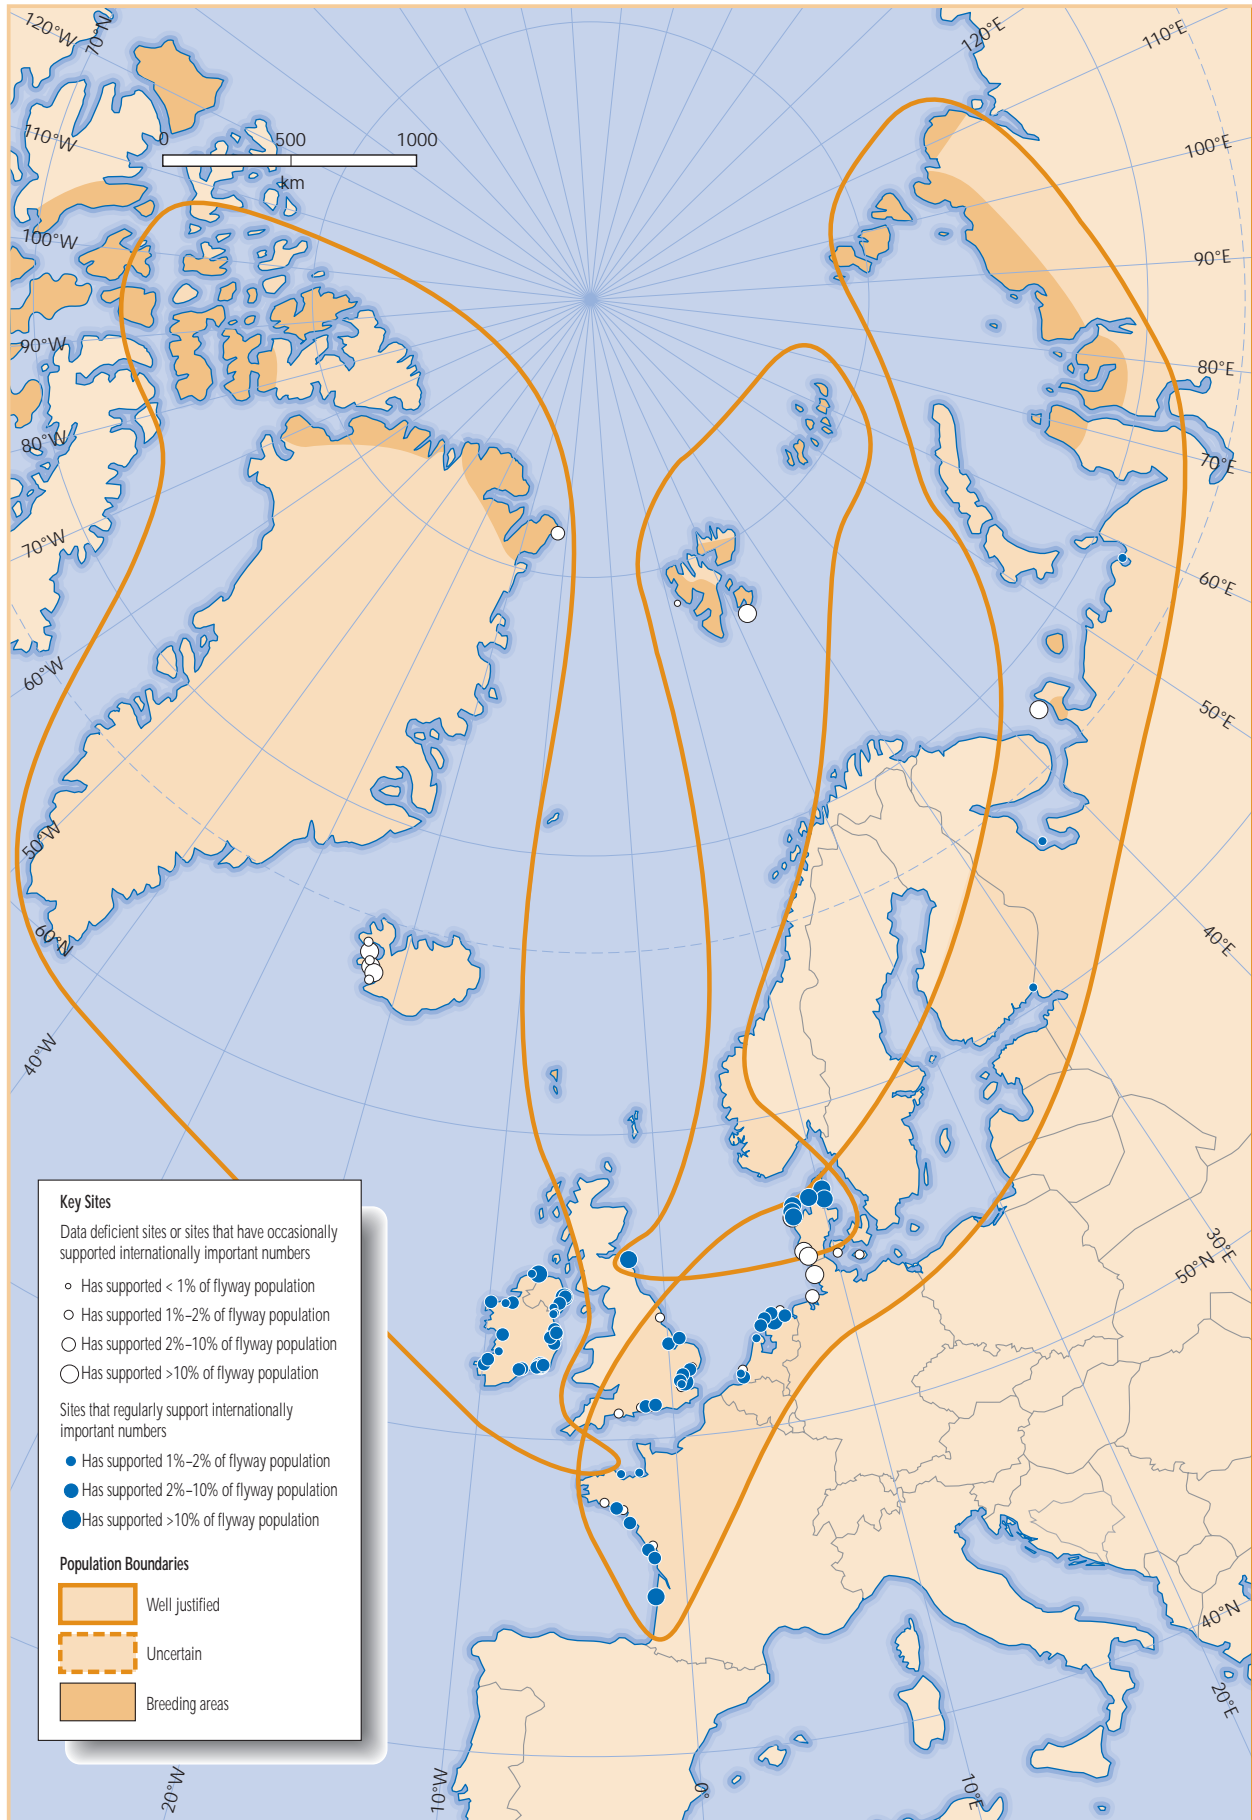 120°W
70°N
120°E
110°E
110°W
0
500
1000
km
100°E
100°W
90°E
90°W
80°E
80°W
70°E
70°W
60°E
60°W
50°E
50°W
60°N
40°E
40°W
30°E
50°N
40°N
20°E
20°W
10°W
0°
10°E
Key Sites
Data deficient sites or sites that have occasionally
supported internationally important numbers
Has supported < 1% of flyway population
Has supported 1%–2% of flyway population
Has supported 2%–10% of flyway population
Has supported >10% of flyway population
Sites that regularly support internationally
important numbers
Has supported 1%–2% of flyway population
Has supported 2%–10% of flyway population
Has supported >10% of flyway population
Population Boundaries
Well justified
Uncertain
Breeding areas